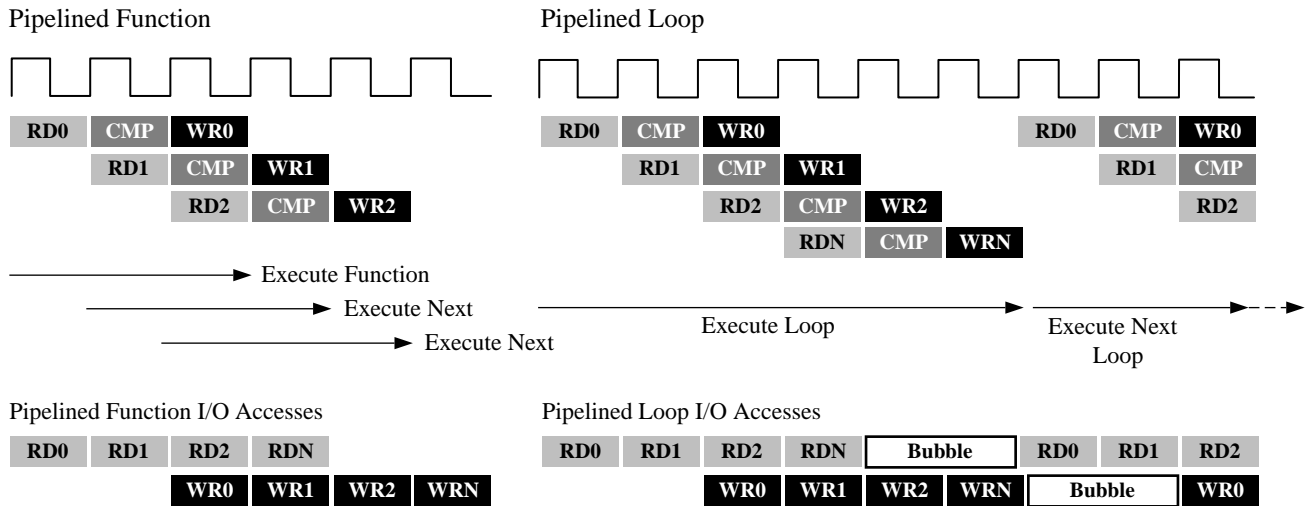 Pipelined Function
Pipelined Loop
RD0 CMP WR0
RD0 CMP WR0
RD0 CMP WR0
RD1 CMP WR1
RD1 CMP WR1
RD1 CMP
RD2 CMP WR2
RD2 CMP WR2
RD2
RDN CMP WRN
Execute Function
Execute Next
Execute Next
Execute Loop
Execute Next
Loop
Pipelined Function I/O Accesses
RD0 RD1 RD2 RDN
WR0 WR1 WR2 WRN
Pipelined Loop I/O Accesses
RD0 RD1 RD2 RDN Bubble RD0 RD1 RD2
WR0 WR1 WR2 WRN Bubble WR0